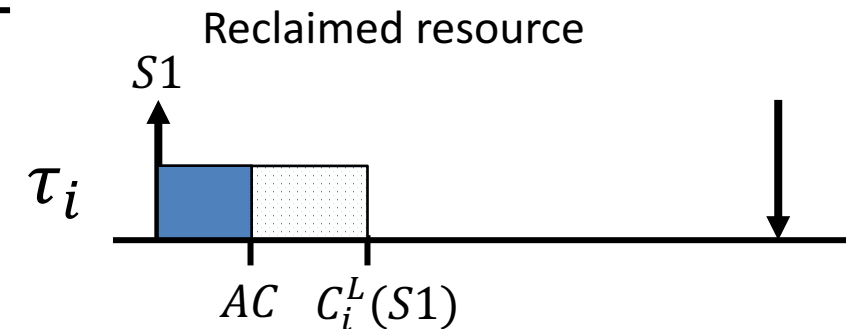 Reclaimed resource
S1
τ_i
AC C_i^L(S1)